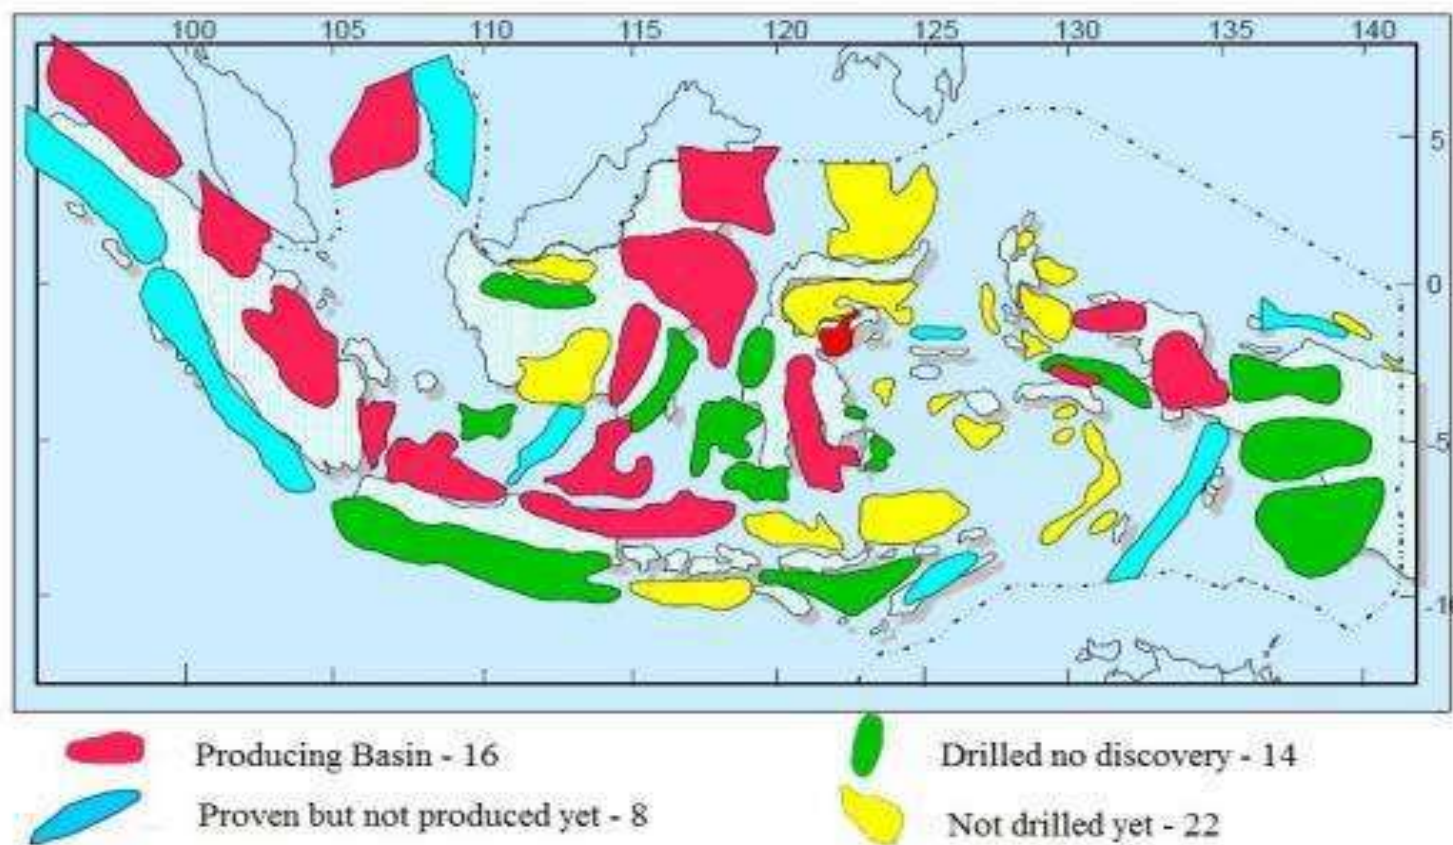 100 105 110 115 120 125 130 135 140
5
0
-5
-1
Producing Basin - 16
Drilled no discovery - 14
Proven but not produced yet - 8
Not drilled yet - 22